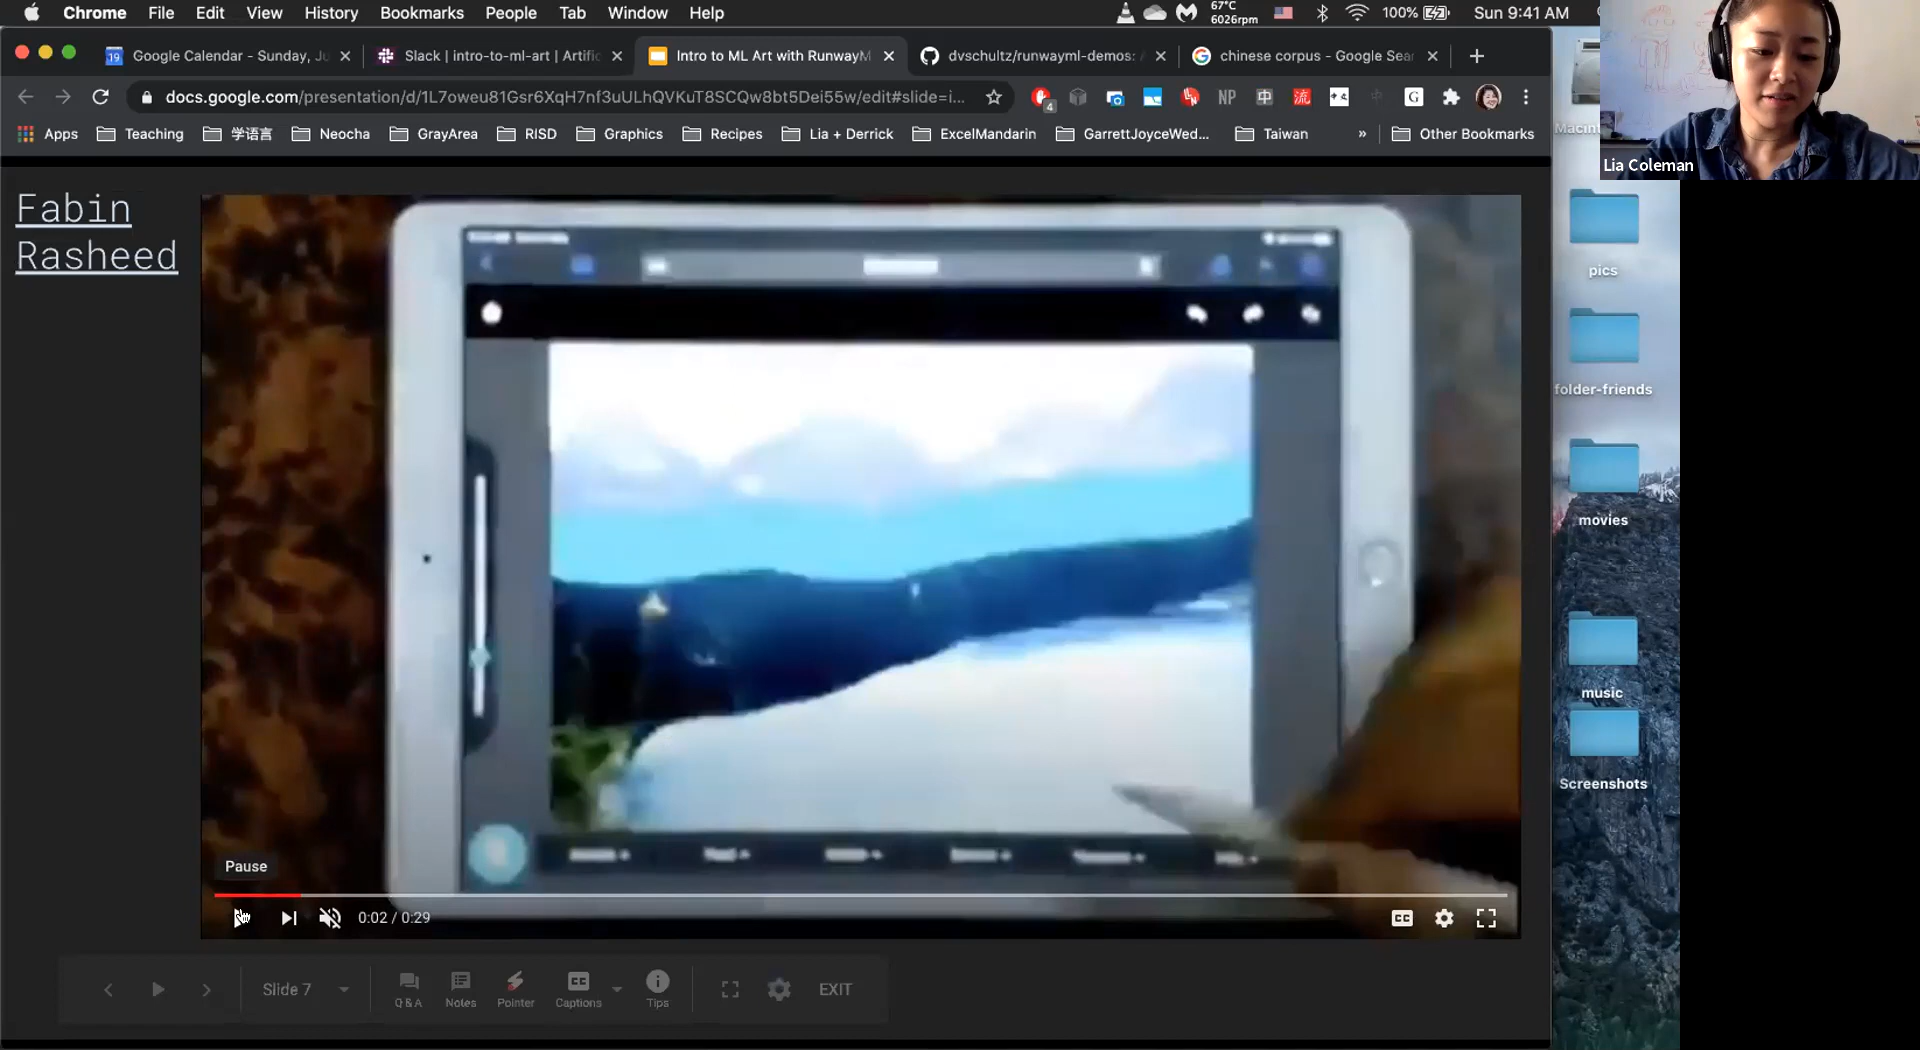 Chrome File Edit View History Bookmarks People Tab Window Help 67°C 6026rpm 100% Sun 9:41 AM
Google Calendar - Sunday, Ju Slack | intro-to-ml-art | Artific Intro to ML Art with RunwayM dvschultz/runwayml-demos: chinese corpus - Google Sear
docs.google.com/presentation/d/1L7oweu81Gsr6XqH7nf3uULhQVKuT8SCQw8bt5Dei55w/edit#slide=i...
Apps Teaching 学语言 Neocha GrayArea RISD Graphics Recipes Lia + Derrick ExcelMandarin GarrettJoyceWed... Taiwan » Other Bookmarks
Lia Coleman
Fabin
Rasheed
pics
folder-friends
movies
music
Screenshots
Pause
0:02 / 0:29
Slide 7 Q & A Notes Pointer Captions Tips EXIT